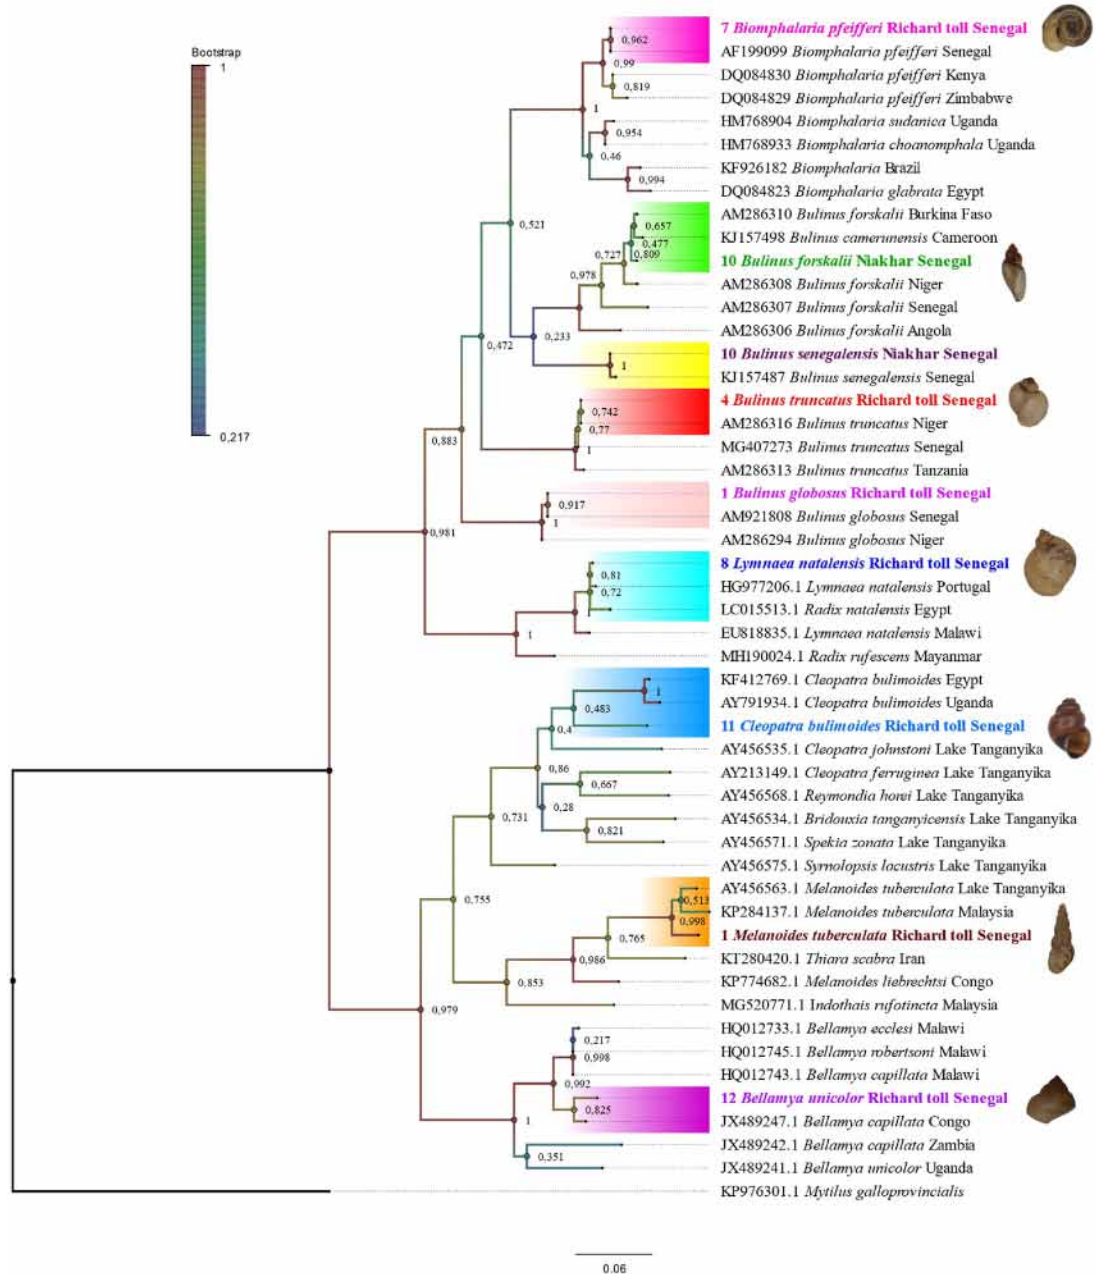 Bootstrap
1
0,217
7 Biomphalaria pfeifferi Richard toll Senegal
0,962
AF199099 Biomphalaria pfeifferi Senegal
0,99
DQ084830 Biomphalaria pfeifferi Kenya
0,819
DQ084829 Biomphalaria pfeifferi Zimbabwe
1
HM768904 Biomphalaria sudanica Uganda
0,954
HM768933 Biomphalaria choanomphala Uganda
0,46
KF926182 Biomphalaria Brazil
0,994
DQ084823 Biomphalaria glabrata Egypt
0,521
AM286310 Bulinus forskalii Burkina Faso
0,657
KJ157498 Bulinus camerunensis Cameroon
0,477
0,727
0,809
10 Bulinus forskalii Niakhar Senegal
0,978
AM286308 Bulinus forskalii Niger
AM286307 Bulinus forskalii Senegal
AM286306 Bulinus forskalii Angola
0,233
0,472
10 Bulinus senegalensis Niakhar Senegal
1
KJ157487 Bulinus senegalensis Senegal
4 Bulinus truncatus Richard toll Senegal
0,742
AM286316 Bulinus truncatus Niger
0,77
0,883
MG407273 Bulinus truncatus Senegal
1
AM286313 Bulinus truncatus Tanzania
1 Bulinus globosus Richard toll Senegal
0,917
AM921808 Bulinus globosus Senegal
1
0,981
AM286294 Bulinus globosus Niger
8 Lymnaea natalensis Richard toll Senegal
0,81
HG977206.1 Lymnaea natalensis Portugal
0,72
LC015513.1 Radix natalensis Egypt
EU818835.1 Lymnaea natalensis Malawi
1
MH190024.1 Radix rufescens Mayanmar
KF412769.1 Cleopatra bulimoides Egypt
1
AY791934.1 Cleopatra bulimoides Uganda
0,483
11 Cleopatra bulimoides Richard toll Senegal
0,4
AY456535.1 Cleopatra johnstoni Lake Tanganyika
0,86
AY213149.1 Cleopatra ferruginea Lake Tanganyika
0,667
AY456568.1 Reymondia horei Lake Tanganyika
0,28
0,731
AY456534.1 Bridouxia tanganyicensis Lake Tanganyika
0,821
AY456571.1 Spekia zonata Lake Tanganyika
AY456575.1 Syrnolopsis lacustris Lake Tanganyika
0,755
AY456563.1 Melanoides tuberculata Lake Tanganyika
0,513
KP284137.1 Melanoides tuberculata Malaysia
0,998
1 Melanoides tuberculata Richard toll Senegal
0,765
KT280420.1 Thiara scabra Iran
0,986
KP774682.1 Melanoides liebrechtsi Congo
0,853
MG520771.1 Indothais rufotincta Malaysia
0,979
HQ012733.1 Bellamya ecclesi Malawi
0,217
HQ012745.1 Bellamya robertsoni Malawi
0,998
HQ012743.1 Bellamya capillata Malawi
0,992
12 Bellamya unicolor Richard toll Senegal
0,825
JX489247.1 Bellamya capillata Congo
1
JX489242.1 Bellamya capillata Zambia
0,351
JX489241.1 Bellamya unicolor Uganda
KP976301.1 Mytilus galloprovincialis
0.06